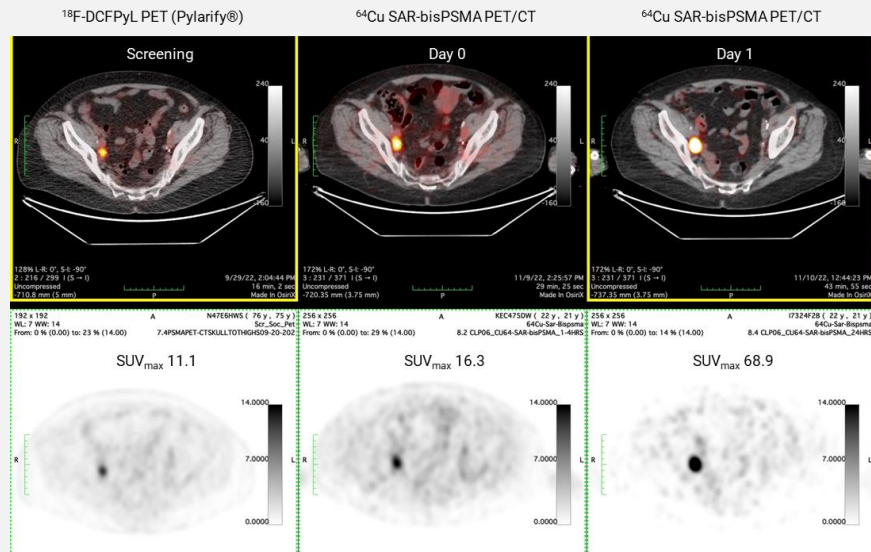 18F-DCFPyL PET (Pylarify®)
64Cu SAR-bisPSMA PET/CT
64Cu SAR-bisPSMA PET/CT
Screening
Day 0
Day 1
240
240
240
R
40
L
R
40
L
R
40
L
-160
-160
-160
128% L-R: 0°, S-I: -90°
2 : 216 / 299 I (S -> I)
Uncompressed
-710.8 mm (5 mm)
P
9/29/22, 2:04:44 PM
16 min, 2 sec
Made In OsiriX
172% L-R: 0°, S-I: -90°
3 : 231 / 371 I (S -> I)
Uncompressed
-720.35 mm (3.75 mm)
P
11/9/22, 2:25:57 PM
29 min, 25 sec
Made In OsiriX
172% L-R: 0°, S-I: -90°
3 : 231 / 371 I (S -> I)
Uncompressed
-737.35 mm (3.75 mm)
P
11/10/22, 12:44:23 PM
43 min, 55 sec
Made In OsiriX
192 x 192
WL: 7 WW: 14
From: 0 % (0.00) to: 23 % (14.00)
A
N47E6HWS ( 76 y, 75 y)
Scr_Soc_Pet
7.4PSMAPET-CTSKULLTOTHIGHS09-20-202
256 x 256
WL: 7 WW: 14
From: 0 % (0.00) to: 29 % (14.00)
A
KEC475DW ( 22 y, 21 y)
64Cu-Sar-Bispsma
8.2 CLP06_CU64-SAR-bisPSMA_1-4HRS
256 x 256
WL: 7 WW: 14
From: 0 % (0.00) to: 14 % (14.00)
A
I7324F2B ( 22 y, 21 y)
64Cu-Sar-Bispsma
8.4 CLP06_CU64-SAR-bisPSMA_24HRS
SUVmax 11.1
SUVmax 16.3
SUVmax 68.9
14.0000
14.0000
14.0000
R
7.0000
L
R
7.0000
L
R
7.0000
L
0.0000
0.0000
0.0000